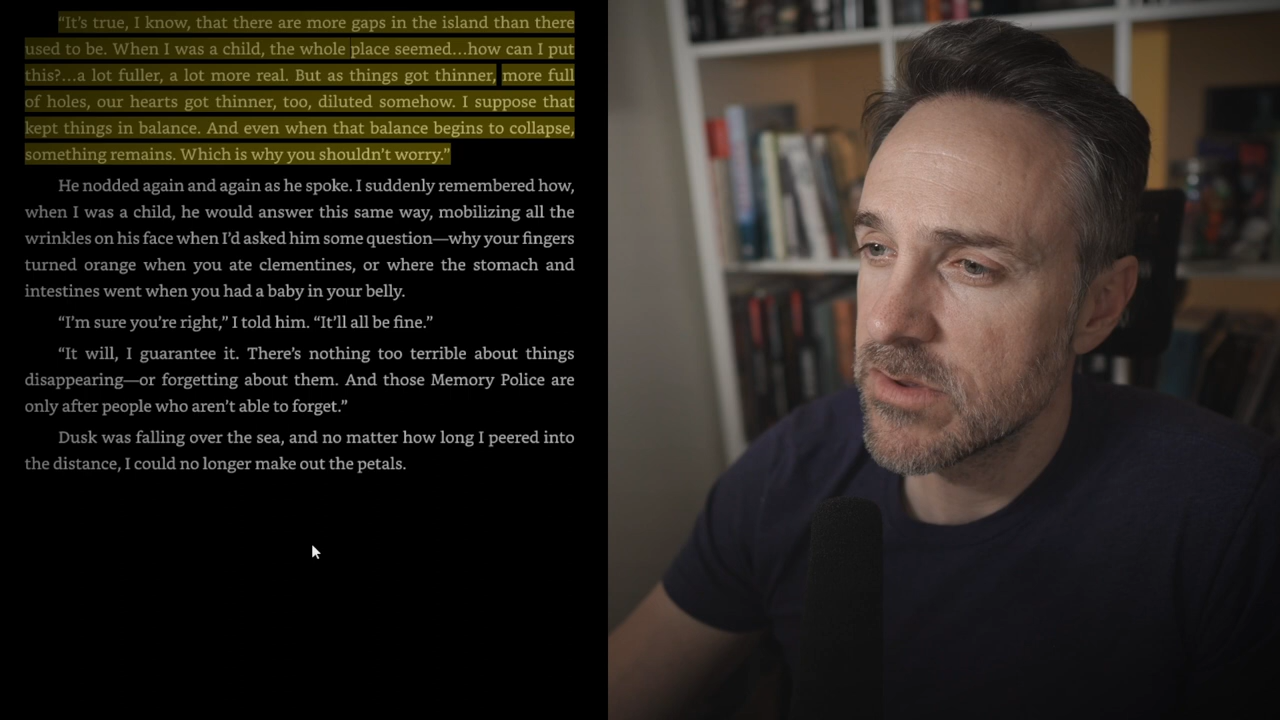 “It’s true, I know, that there are more gaps in the island than there
used to be. When I was a child, the whole place seemed…how can I put
this?…a lot fuller, a lot more real. But as things got thinner, more full
of holes, our hearts got thinner, too, diluted somehow. I suppose that
kept things in balance. And even when that balance begins to collapse,
something remains. Which is why you shouldn’t worry.”
He nodded again and again as he spoke. I suddenly remembered how,
when I was a child, he would answer this same way, mobilizing all the
wrinkles on his face when I’d asked him some question—why your fingers
turned orange when you ate clementines, or where the stomach and
intestines went when you had a baby in your belly.
“I’m sure you’re right,” I told him. “It’ll all be fine.”
“It will, I guarantee it. There’s nothing too terrible about things
disappearing—or forgetting about them. And those Memory Police are
only after people who aren’t able to forget.”
Dusk was falling over the sea, and no matter how long I peered into
the distance, I could no longer make out the petals.